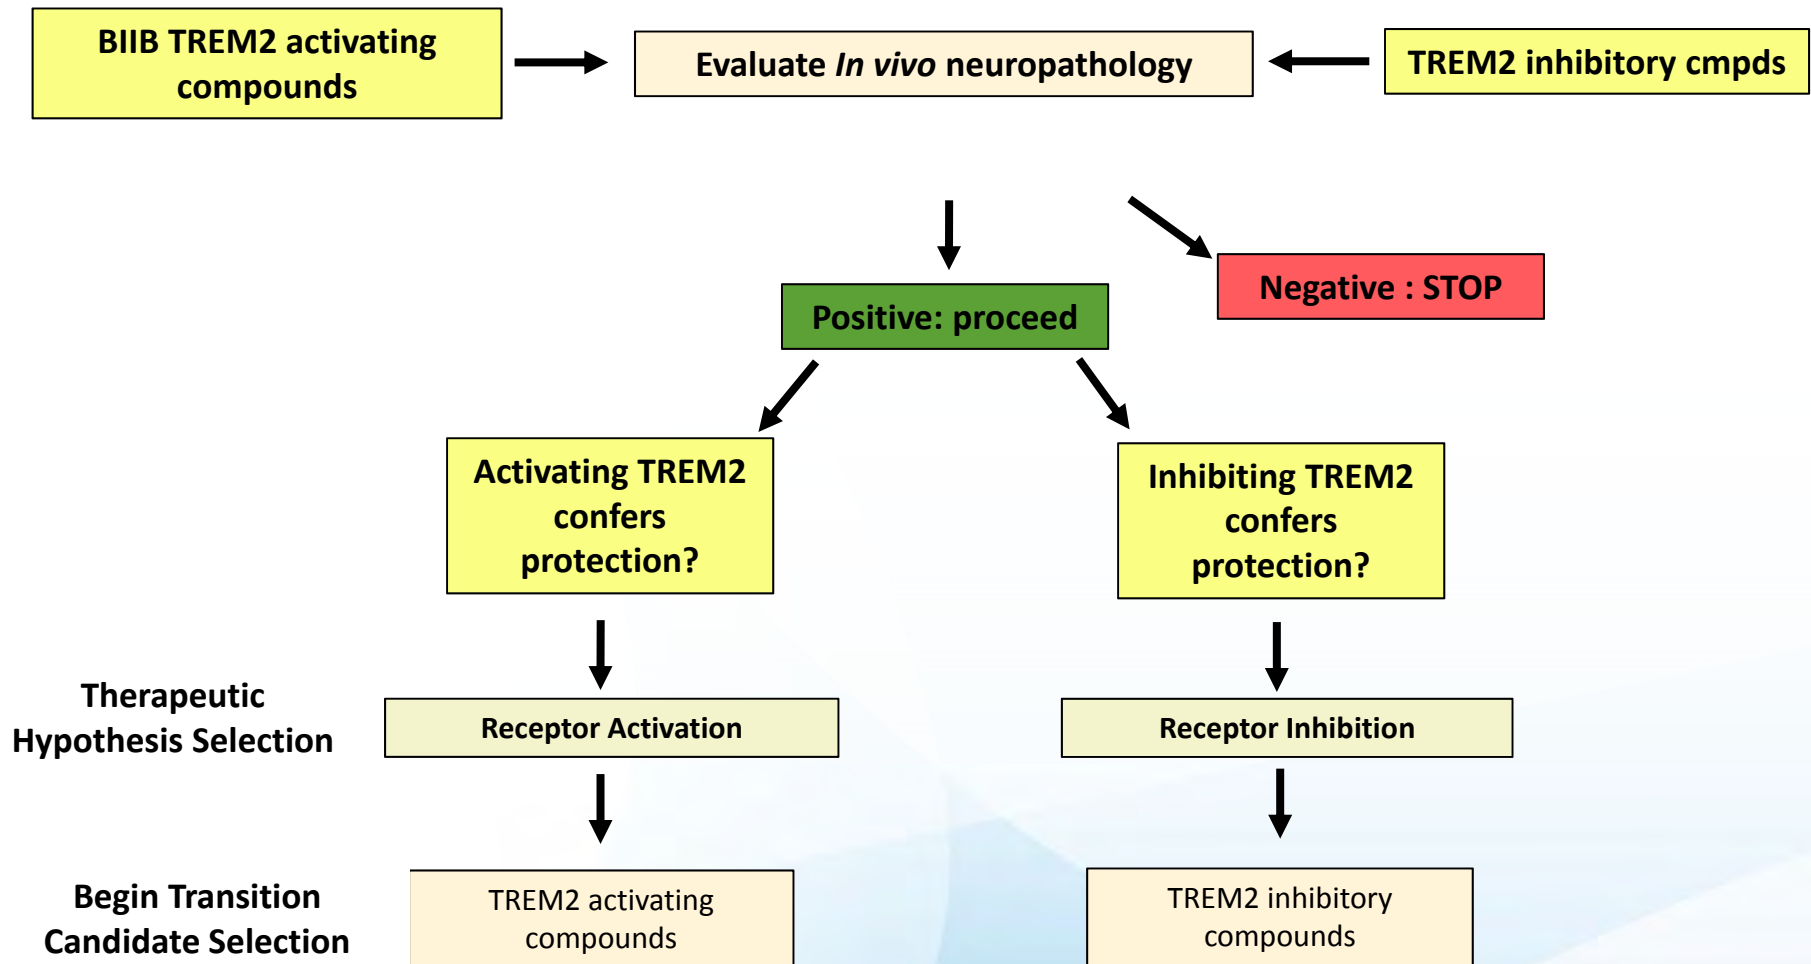 BIIB TREM2 activating
compounds
Evaluate In vivo neuropathology
TREM2 inhibitory cmpds
Negative : STOP
Positive: proceed
Activating TREM2
confers
protection?
Inhibiting TREM2
confers
protection?
Therapeutic
Hypothesis Selection
Receptor Activation
Receptor Inhibition
Begin Transition
Candidate Selection
TREM2 activating
compounds
TREM2 inhibitory
compounds